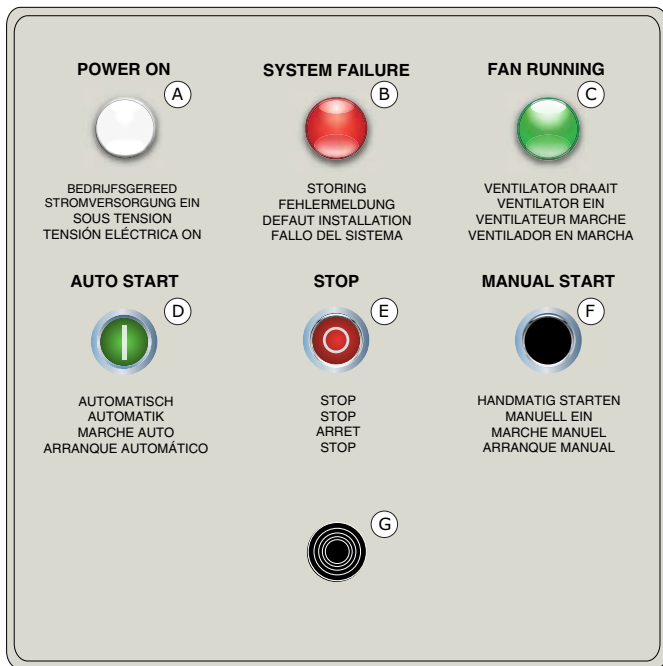 POWER ON
A
BEDRIJFSGEREED
STROMVERSORGUNG EIN
SOUS TENSION
TENSIÓN ELÉCTRICA ON
SYSTEM FAILURE
B
STORING
FEHLERMELDUNG
DEFAUT INSTALLATION
FALLO DEL SISTEMA
FAN RUNNING
C
VENTILATOR DRAAIT
VENTILATOR EIN
VENTILATEUR MARCHE
VENTILADOR EN MARCHA
AUTO START
D
AUTOMATISCH
AUTOMATIK
MARCHE AUTO
ARRANQUE AUTOMÁTICO
STOP
E
STOP
STOP
ARRET
STOP
MANUAL START
F
HANDMATIG STARTEN
MANUELL EIN
MARCHE MANUEL
ARRANQUE MANUAL
G